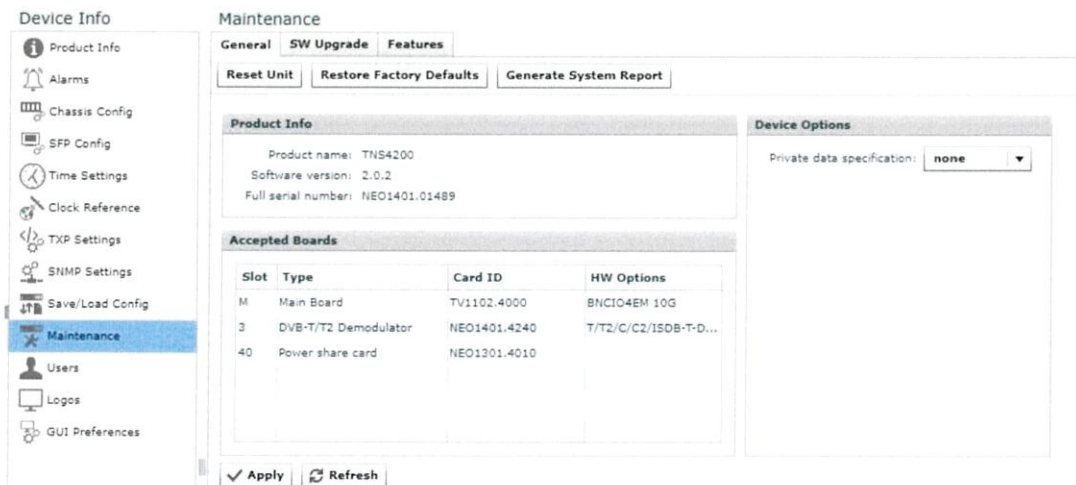 Device Info
Product Info
Alarms
Chassis Config
SFP Config
Time Settings
Clock Reference
TXP Settings
SNMP Settings
Save/Load Config
Maintenance
Users
Logos
GUI Preferences
Maintenance
General SW Upgrade Features
Reset Unit Restore Factory Defaults Generate System Report
Product Info
Product name: TNS4200
Software version: 2.0.2
Full serial number: NEO1401.01489
Accepted Boards
Slot Type Card ID HW Options
M Main Board TV1102.4000 BNCIO4EM 10G
3 DVB-T/T2 Demodulator NEO1401.4240 T/T2/C/C2/ISDB-T-D...
40 Power share card NEO1301.4010
Device Options
Private data specification: none
Apply Refresh